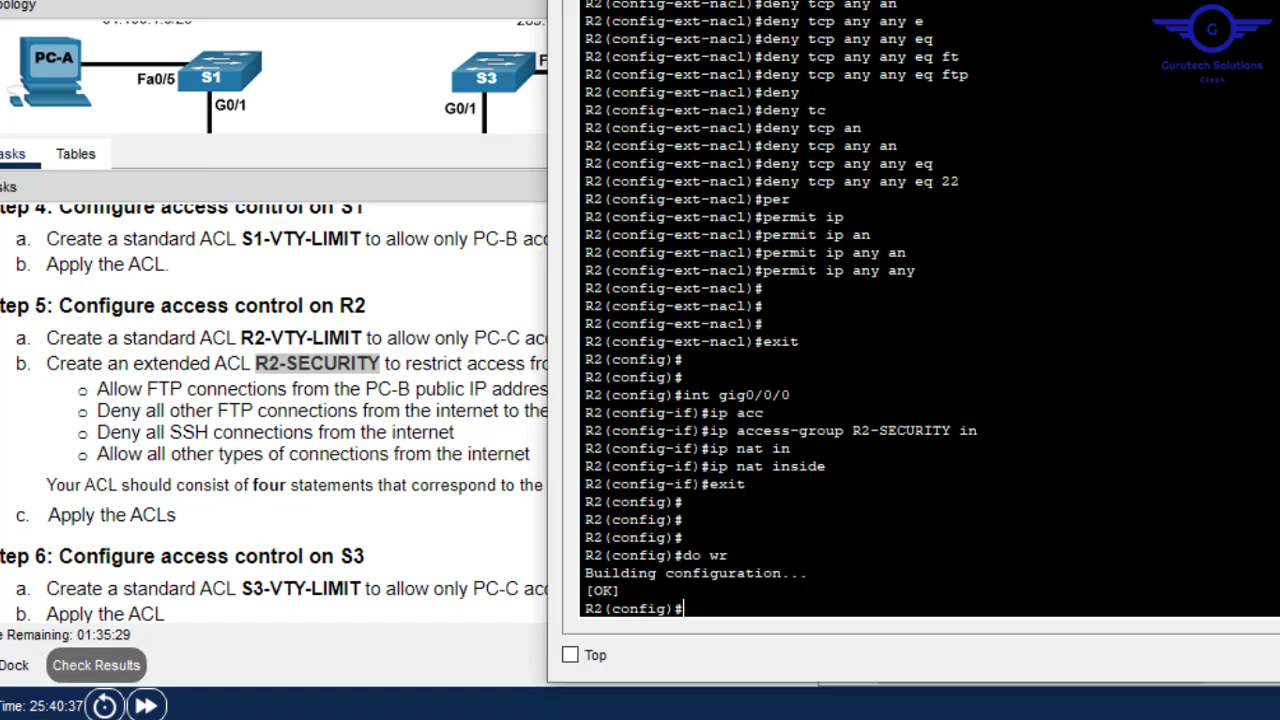 pology
PC-A
Fa0/5
S1
G0/1
S3
F
G0/1
asks
Tables
sks
tep 4: Configure access control on S1
a. Create a standard ACL S1-VTY-LIMIT to allow only PC-B acc
b. Apply the ACL.
tep 5: Configure access control on R2
a. Create a standard ACL R2-VTY-LIMIT to allow only PC-C
b. Create an extended ACL R2-SECURITY to restrict access fro
o Allow FTP connections from the PC-B public IP addres
o Deny all other FTP connections from the internet to the
o Deny all SSH connections from the internet
o Allow all other types of connections from the internet
Your ACL should consist of four statements that correspond to the
c. Apply the ACLs
tep 6: Configure access control on S3
a. Create a standard ACL S3-VTY-LIMIT to allow only PC-C
b. Apply the ACL
e Remaining: 01:35:29
Dock
Check Results
Time: 25:40:37
R2(config-ext-nacl)#deny tcp any an
R2(config-ext-nacl)#deny tcp any any e
R2(config-ext-nacl)#deny tcp any any eq
R2(config-ext-nacl)#deny tcp any any eq ft
R2(config-ext-nacl)#deny tcp any any eq ftp
R2(config-ext-nacl)#deny
R2(config-ext-nacl)#deny tc
R2(config-ext-nacl)#deny tcp an
R2(config-ext-nacl)#deny tcp any an
R2(config-ext-nacl)#deny tcp any any eq
R2(config-ext-nacl)#deny tcp any any eq 22
R2(config-ext-nacl)#per
R2(config-ext-nacl)#permit ip
R2(config-ext-nacl)#permit ip an
R2(config-ext-nacl)#permit ip any an
R2(config-ext-nacl)#permit ip any any
R2(config-ext-nacl)#
R2(config-ext-nacl)#
R2(config-ext-nacl)#
R2(config-ext-nacl)#exit
R2(config)#
R2(config)#
R2(config)#int gig0/0/0
R2(config-if)#ip acc
R2(config-if)#ip access-group R2-SECURITY in
R2(config-if)#ip nat in
R2(config-if)#ip nat inside
R2(config-if)#exit
R2(config)#
R2(config)#
R2(config)#
R2(config)#do wr
Building configuration...
[OK]
R2(config)#
Top
G
Gurutech Solutions
Gtech